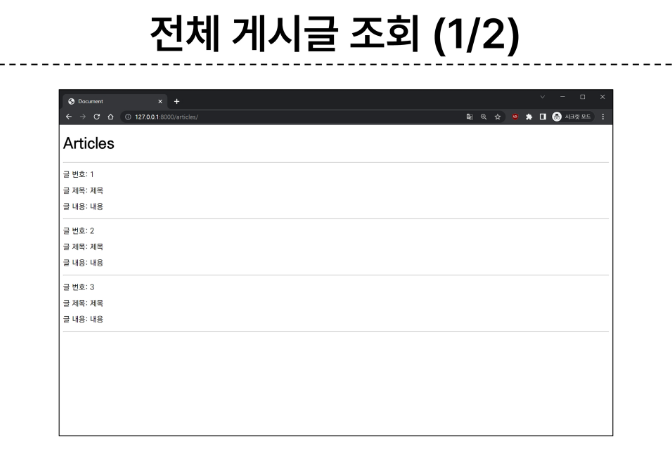 전체 게시글 조회 (1/2)
Document
127.0.0.1:8000/articles/
시크릿 모드
Articles
글 번호: 1
글 제목: 제목
글 내용: 내용
글 번호: 2
글 제목: 제목
글 내용: 내용
글 번호: 3
글 제목: 제목
글 내용: 내용